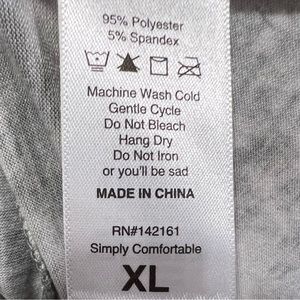 95% Polyester
5% Spandex
Machine Wash Cold
Gentle Cycle
Do Not Bleach
Hang Dry
Do Not Iron
or you'll be sad
MADE IN CHINA
RN#142161
Simply Comfortable
XL